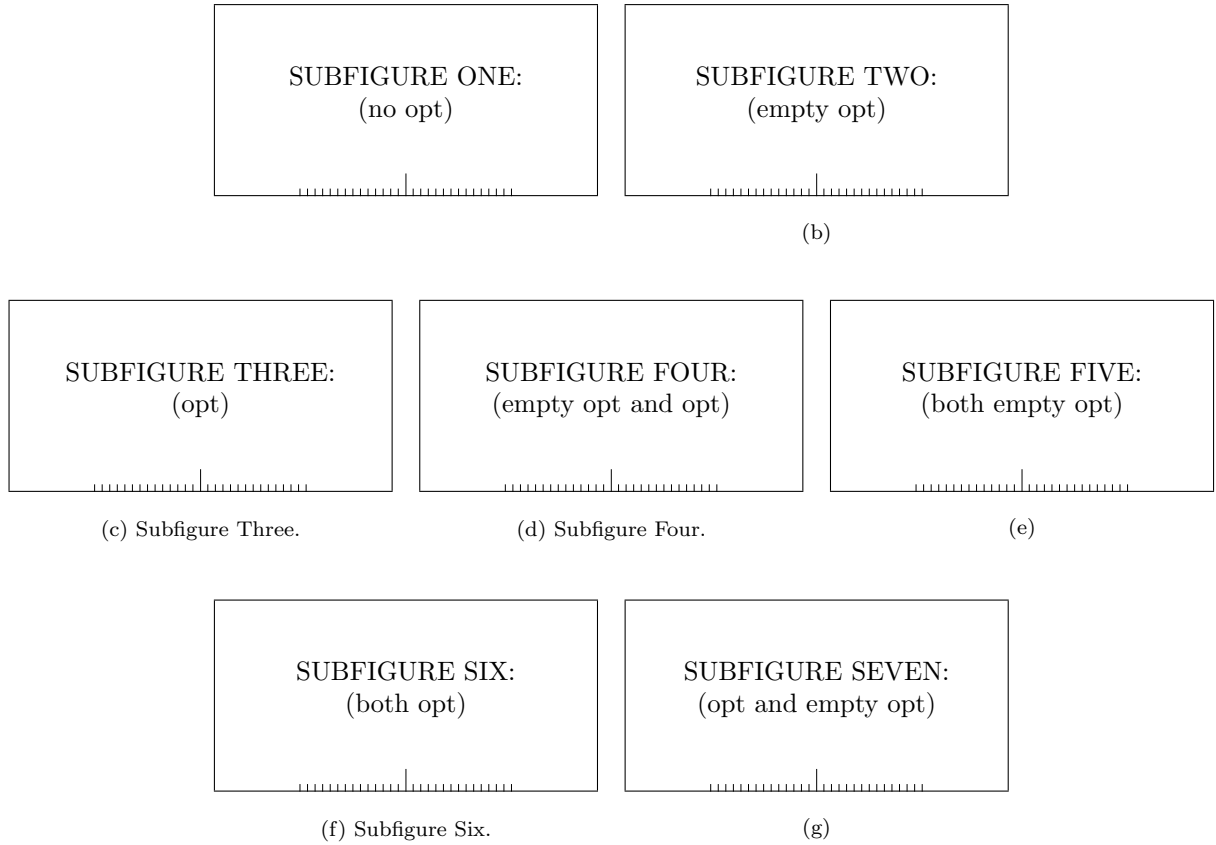 SUBFIGURE ONE:
(no opt)
SUBFIGURE TWO:
(empty opt)
(b)
SUBFIGURE THREE:
(opt)
SUBFIGURE FOUR:
(empty opt and opt)
SUBFIGURE FIVE:
(both empty opt)
(c) Subfigure Three.
(d) Subfigure Four.
(e)
SUBFIGURE SIX:
(both opt)
SUBFIGURE SEVEN:
(opt and empty opt)
(f) Subfigure Six.
(g)